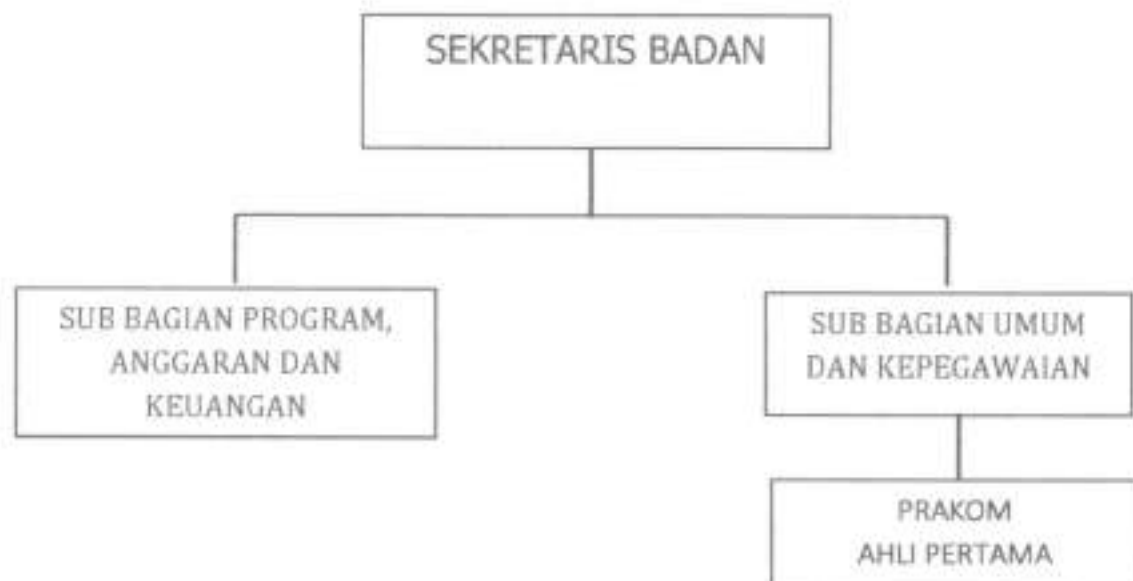 SEKRETARIS BADAN
SUB BAGIAN PROGRAM,
ANGGARAN DAN
KEUANGAN
SUB BAGIAN UMUM
DAN KEPEGAWAIAN
PRAKOM
AHLI PERTAMA